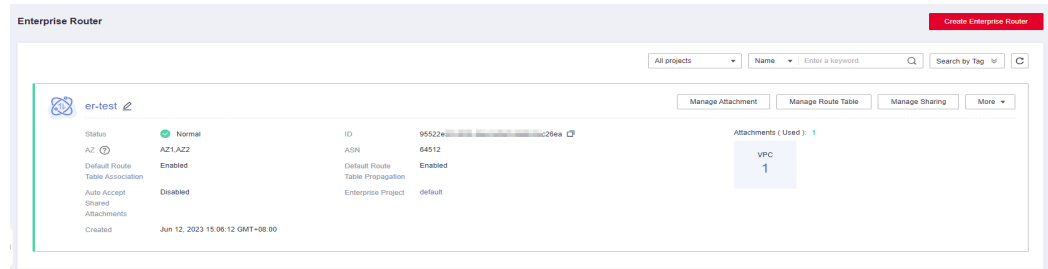 Enterprise Router
Create Enterprise Router
All projects Name Enter a keyword. Search by Tag
er-test Manage Attachment Manage Route Table Manage Sharing More
Status Normal ID 95522e c26ea Attachments ( Used ): 1
AZ ? AZ1,AZ2 ASN 64512
VPC
1
Default Route Table Association Enabled Default Route Table Propagation Enabled
Auto Accept Shared Attachments Disabled Enterprise Project default
Created Jun 12, 2023 15:06:12 GMT+08:00